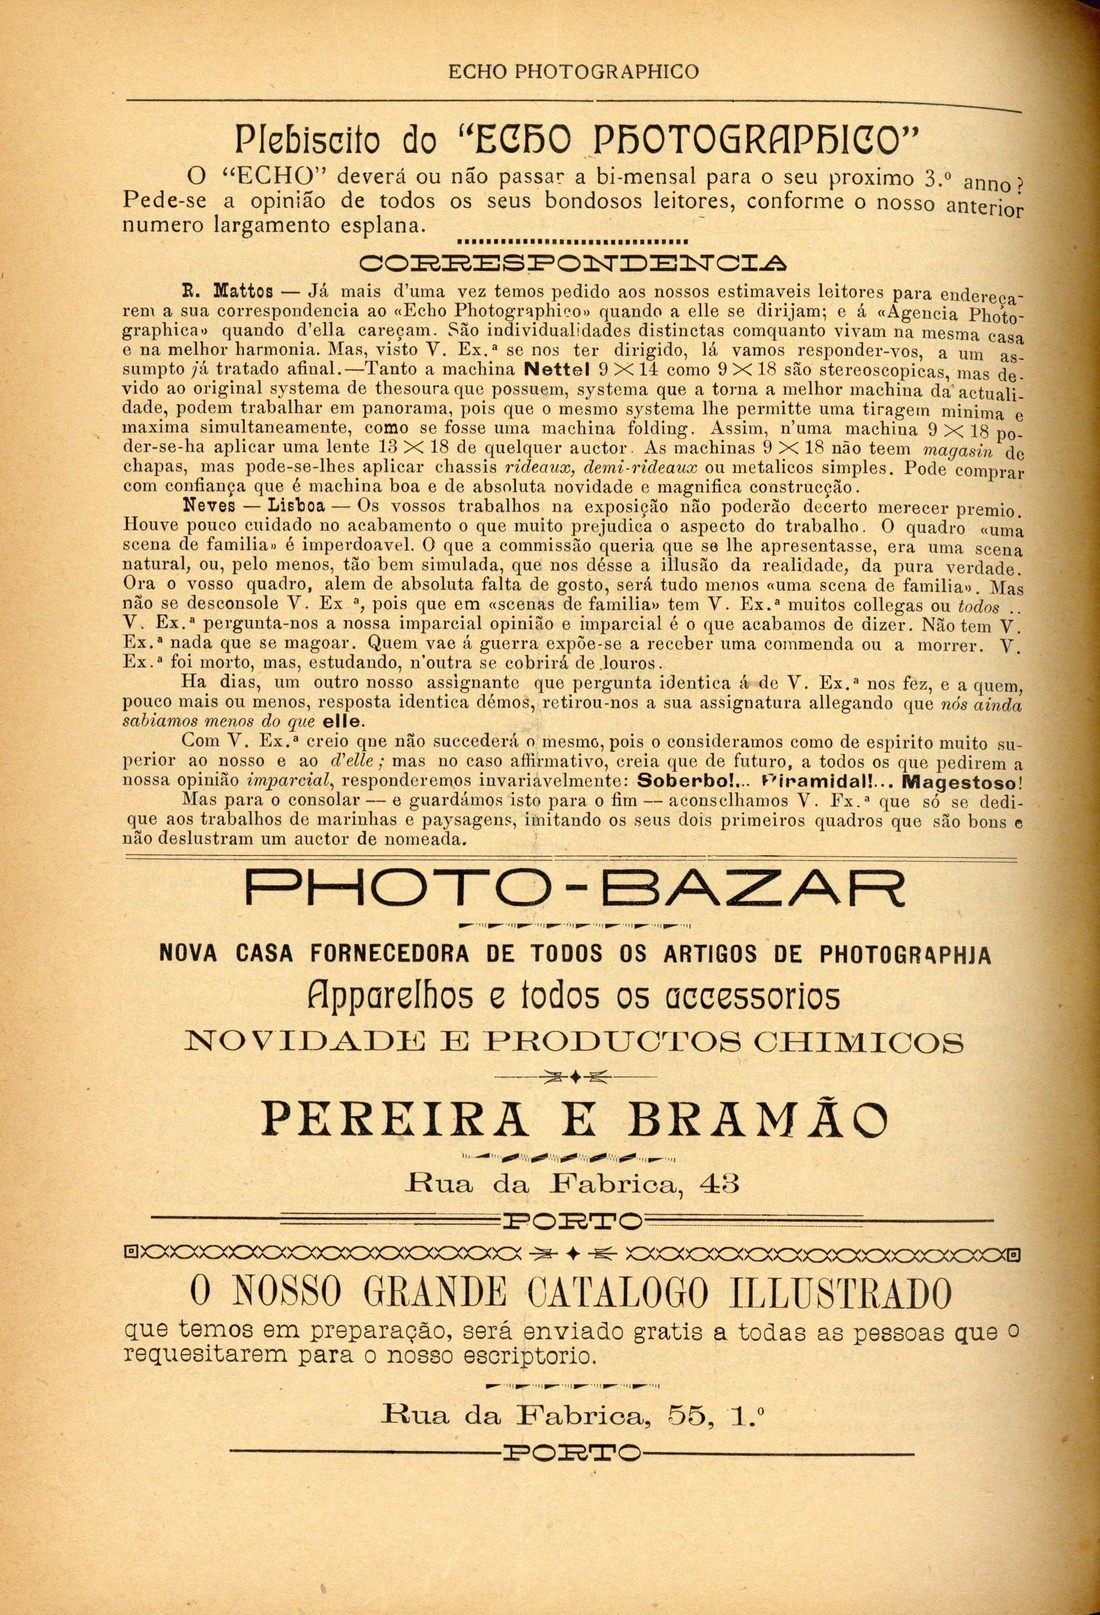 ECHO PHOTOGRAPHICO
Plebiscito do "ECHO PHOTOGRAPHICO"
O "ECHO" deverá ou não passar a bi-mensal para o seu proximo 3.º anno?
Pede-se a opinião de todos os seus bondosos leitores, conforme o nosso anterior
numero largamento esplana.
CORRESPONDENCIA
R. Mattos — Já mais d'uma vez temos pedido aos nossos estimaveis leitores para endereça-
rem a sua correspondencia ao «Echo Photographico» quando a elle se dirijam; e á «Agencia Photo-
graphica» quando d'ella careçam. São individualidades distinctas comquanto vivam na mesma casa
e na melhor harmonia. Mas, visto V. Ex.ª se nos ter dirigido, lá vamos responder-vos, a um as-
sumpto já tratado afinal.—Tanto a machina Nettel 9 × 14 como 9 × 18 são stereoscopicas, mas de-
vido ao original systema de thesoura que possuem, systema que a torna a melhor machina da actuali-
dade, podem trabalhar em panorama, pois que o mesmo systema lhe permitte uma tiragem minima e
maxima simultaneamente, como se fosse uma machina folding. Assim, n'uma machina 9 × 18 po-
der-se-ha aplicar uma lente 13 × 18 de quelquer auctor. As machinas 9 × 18 não teem magasin de
chapas, mas pode-se-lhes aplicar chassis rideaux, demi-rideaux ou metalicos simples. Pode comprar
com confiança que é machina boa e de absoluta novidade e magnifica construcção.
Neves — Lisboa — Os vossos trabalhos na exposição não poderão decerto merecer premio.
Houve pouco cuidado no acabamento o que muito prejudica o aspecto do trabalho. O quadro «uma
scena de familia» é imperdoavel. O que a commissão queria que se lhe apresentasse, era uma scena
natural, ou, pelo menos, tão bem simulada, que nos désse a illusão da realidade, da pura verdade.
Ora o vosso quadro, alem de absoluta falta de gosto, será tudo menos «uma scena de familia». Mas
não se desconsole V. Ex ª, pois que em «scenas de familia» tem V. Ex.ª muitos collegas ou todos ..
V. Ex.ª pergunta-nos a nossa imparcial opinião e imparcial é o que acabamos de dizer. Não tem V.
Ex.ª nada que se magoar. Quem vae á guerra expõe-se a receber uma commenda ou a morrer. V.
Ex.ª foi morto, mas, estudando, n'outra se cobrirá de louros.
Ha dias, um outro nosso assignante que pergunta identica á de V. Ex.ª nos fez, e a quem,
pouco mais ou menos, resposta identica démos, retirou-nos a sua assignatura allegando que nós ainda
sabiamos menos do que elle.
Com V. Ex.ª creio qne não succederá o mesmo, pois o consideramos como de espirito muito su-
perior ao nosso e ao d'elle; mas no caso affirmativo, creia que de futuro, a todos os que pedirem a
nossa opinião imparcial, responderemos invariavelmente: Soberbo!... Piramidal!... Magestoso!
Mas para o consolar — e guardámos isto para o fim — aconselhamos V. Ex.ª que só se dedi-
que aos trabalhos de marinhas e paysagens, imitando os seus dois primeiros quadros que são bons e
não deslustram um auctor de nomeada.
PHOTO-BAZAR
NOVA CASA FORNECEDORA DE TODOS OS ARTIGOS DE PHOTOGRAPHIA
Apparelhos e todos os accessorios
NOVIDADE E PRODUCTOS CHIMICOS
PEREIRA E BRAMÃO
Rua da Fabrica, 43
PORTO
O NOSSO GRANDE CATALOGO ILLUSTRADO
que temos em preparação, será enviado gratis a todas as pessoas que o
requesitarem para o nosso escriptorio.
Rua da Fabrica, 55, 1.º
PORTO